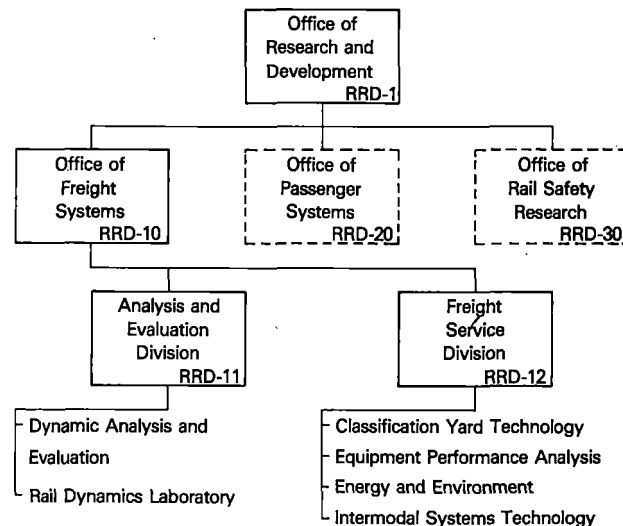 Office of
Research and
Development
RRD-1
Office of
Freight
Systems
RRD-10
Office of
Passenger
Systems
RRD-20
Office of
Rail Safety
Research
RRD-30
Analysis and
Evaluation
Division
RRD-11
Freight
Service
Division
RRD-12
Dynamic Analysis and
Evaluation
Rail Dynamics Laboratory
Classification Yard Technology
Equipment Performance Analysis
Energy and Environment
Intermodal Systems Technology